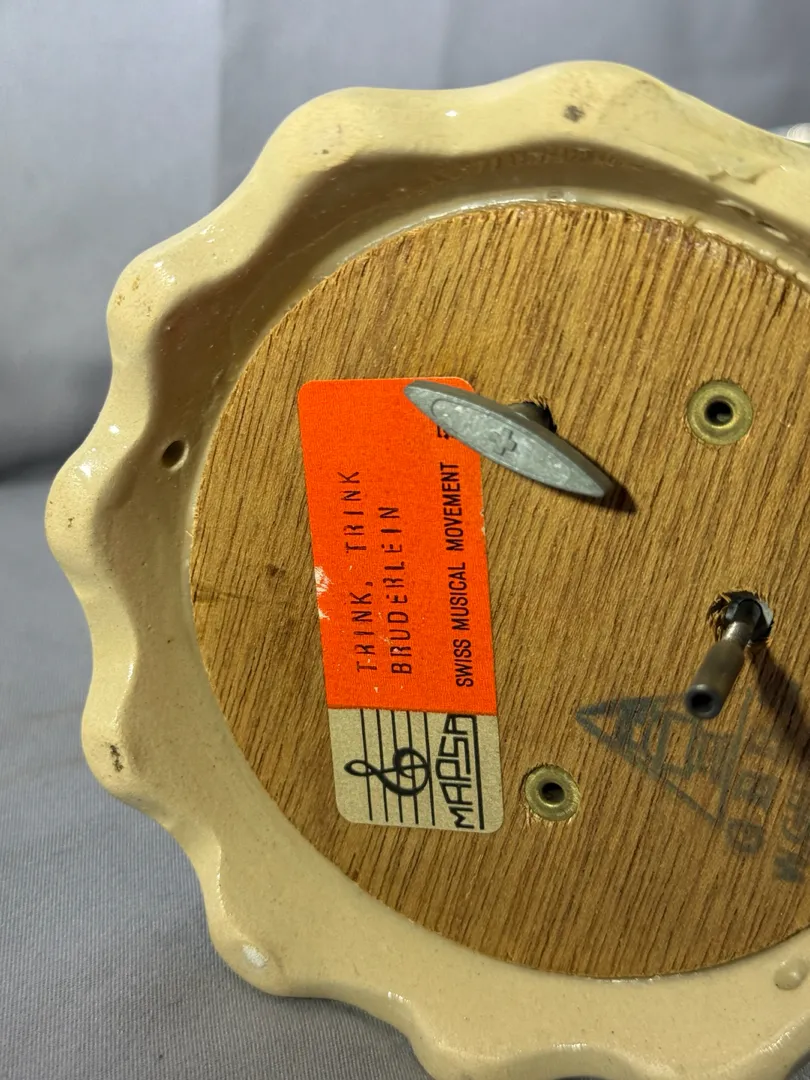 TRINK, TRINK
BRUDERLEIN
SWISS MUSICAL MOVEMENT
MAPSA